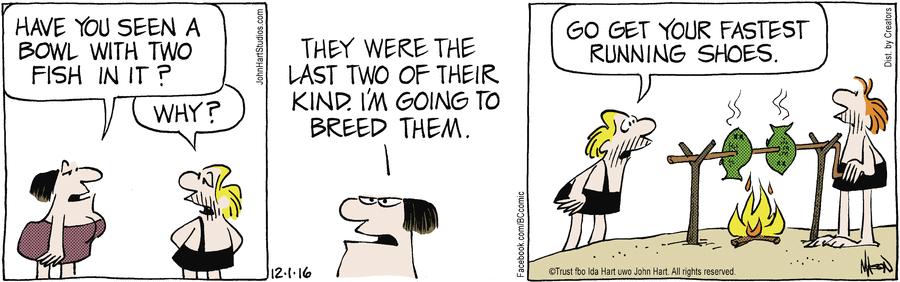 HAVE YOU SEEN A
BOWL WITH TWO
FISH IN IT?
WHY?
JohnHartStudios.com
THEY WERE THE
LAST TWO OF THEIR
KIND. I'M GOING TO
BREED THEM.
12.1.16
GO GET YOUR FASTEST
RUNNING SHOES.
Dist. by Creators
Facebook.com/BCcomic
©Trust fbo Ida Hart uwo John Hart. All rights reserved.
MASON